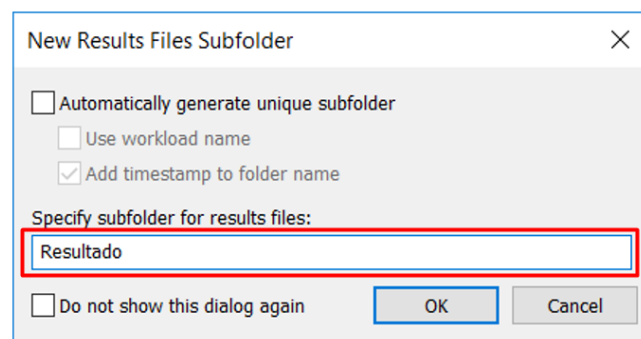 New Results Files Subfolder
Automatically generate unique subfolder
Use workload name
Add timestamp to folder name
Specify subfolder for results files:
Resultado
Do not show this dialog again
OK
Cancel